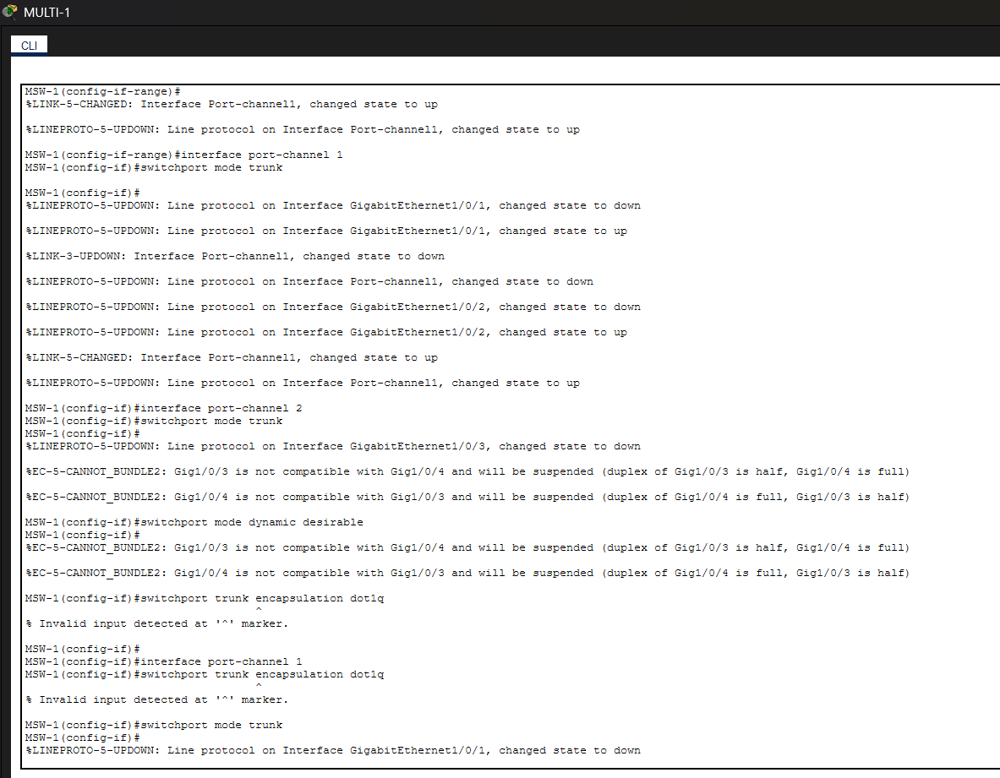 MULTI-1
CLI
MSW-1(config-if-range)#
%LINK-5-CHANGED: Interface Port-channel1, changed state to up
%LINEPROTO-5-UPDOWN: Line protocol on Interface Port-channel1, changed state to up
MSW-1(config-if-range)#interface port-channel 1
MSW-1(config-if)#switchport mode trunk
MSW-1(config-if)#
%LINEPROTO-5-UPDOWN: Line protocol on Interface GigabitEthernet1/0/1, changed state to down
%LINEPROTO-5-UPDOWN: Line protocol on Interface GigabitEthernet1/0/1, changed state to up
%LINK-3-UPDOWN: Interface Port-channel1, changed state to down
%LINEPROTO-5-UPDOWN: Line protocol on Interface Port-channel1, changed state to down
%LINEPROTO-5-UPDOWN: Line protocol on Interface GigabitEthernet1/0/2, changed state to down
%LINEPROTO-5-UPDOWN: Line protocol on Interface GigabitEthernet1/0/2, changed state to up
%LINK-5-CHANGED: Interface Port-channel1, changed state to up
%LINEPROTO-5-UPDOWN: Line protocol on Interface Port-channel1, changed state to up
MSW-1(config-if)#interface port-channel 2
MSW-1(config-if)#switchport mode trunk
MSW-1(config-if)#
%LINEPROTO-5-UPDOWN: Line protocol on Interface GigabitEthernet1/0/3, changed state to down
%EC-5-CANNOT_BUNDLE2: Gig1/0/3 is not compatible with Gig1/0/4 and will be suspended (duplex of Gig1/0/3 is half, Gig1/0/4 is full)
%EC-5-CANNOT_BUNDLE2: Gig1/0/4 is not compatible with Gig1/0/3 and will be suspended (duplex of Gig1/0/4 is full, Gig1/0/3 is half)
MSW-1(config-if)#switchport mode dynamic desirable
MSW-1(config-if)#
%EC-5-CANNOT_BUNDLE2: Gig1/0/3 is not compatible with Gig1/0/4 and will be suspended (duplex of Gig1/0/3 is half, Gig1/0/4 is full)
%EC-5-CANNOT_BUNDLE2: Gig1/0/4 is not compatible with Gig1/0/3 and will be suspended (duplex of Gig1/0/4 is full, Gig1/0/3 is half)
MSW-1(config-if)#switchport trunk encapsulation dot1q
^
% Invalid input detected at '^' marker.
MSW-1(config-if)#
MSW-1(config-if)#interface port-channel 1
MSW-1(config-if)#switchport trunk encapsulation dot1q
^
% Invalid input detected at '^' marker.
MSW-1(config-if)#switchport mode trunk
MSW-1(config-if)#
%LINEPROTO-5-UPDOWN: Line protocol on Interface GigabitEthernet1/0/1, changed state to down